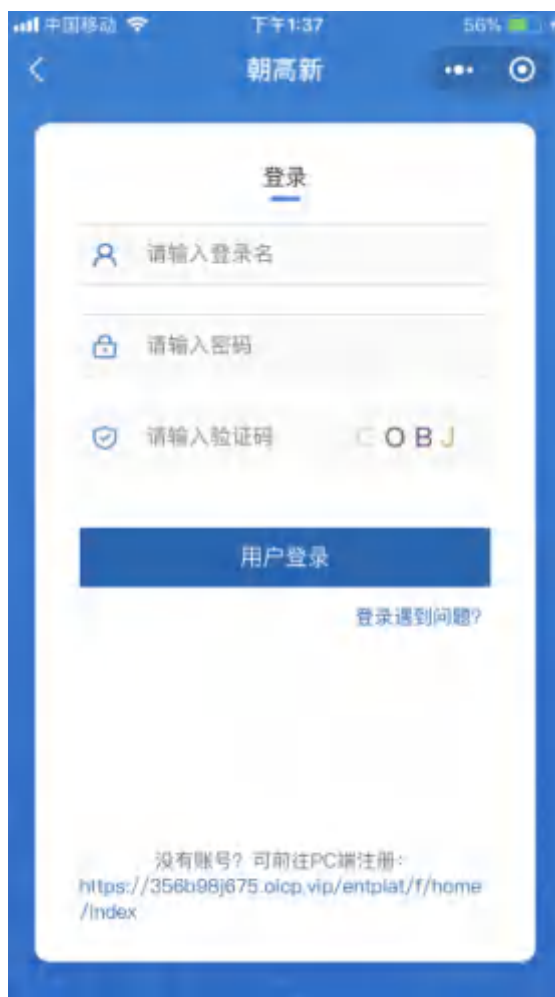 中国移动 下午1:37 56%
朝高新
登录
请输入登录名
请输入密码
请输入验证码 COBJ
用户登录
登录遇到问题?
没有账号？可前往PC端注册：
https://356b98j675.oicp.vip/entplat/f/home
/index